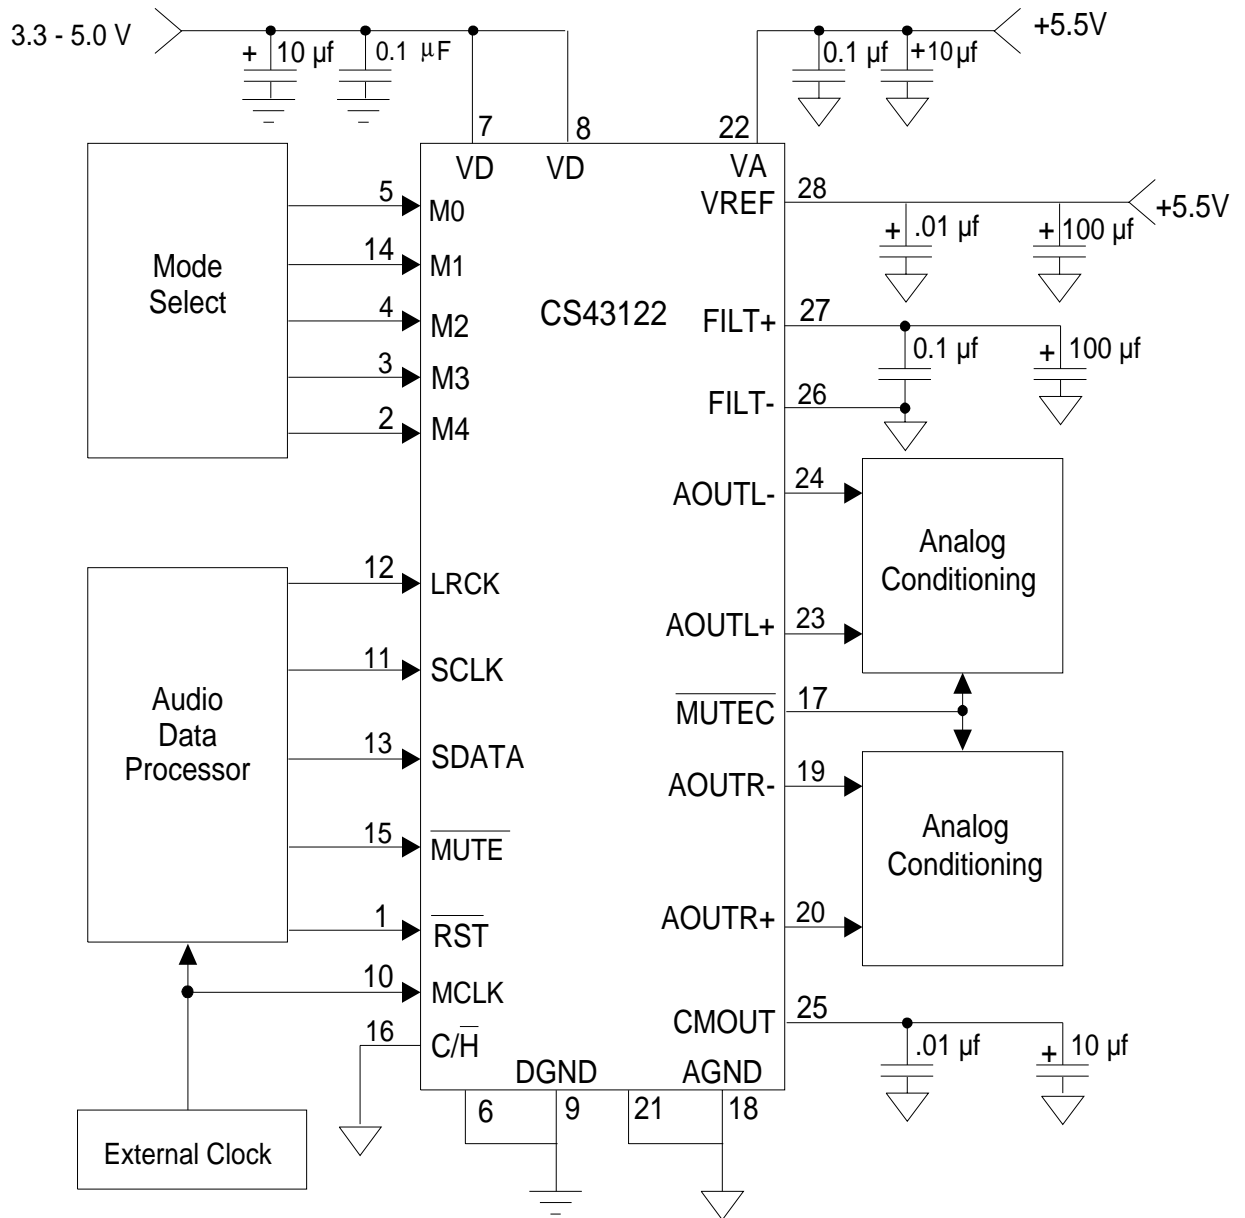 3.3 - 5.0 V
+ 10 µf
0.1 µF
0.1 µf
+10µf
+5.5V
7
8
22
VD
VD
VA
Mode
Select
5
M0
14
M1
4
M2
3
M3
2
M4
CS43122
VREF
28
+ .01 µf
+ 100 µf
+5.5V
FILT+
27
0.1 µf
+ 100 µf
FILT-
26
AOUTL-
24
Analog
Conditioning
AOUTL+
23
Audio
Data
Processor
12
LRCK
11
SCLK
13
SDATA
15
MUTE
1
RST
10
MCLK
16
C/H
MUTEC
17
AOUTR-
19
Analog
Conditioning
AOUTR+
20
CMOUT
25
.01 µf
+ 10 µf
DGND
AGND
6
9
21
18
External Clock